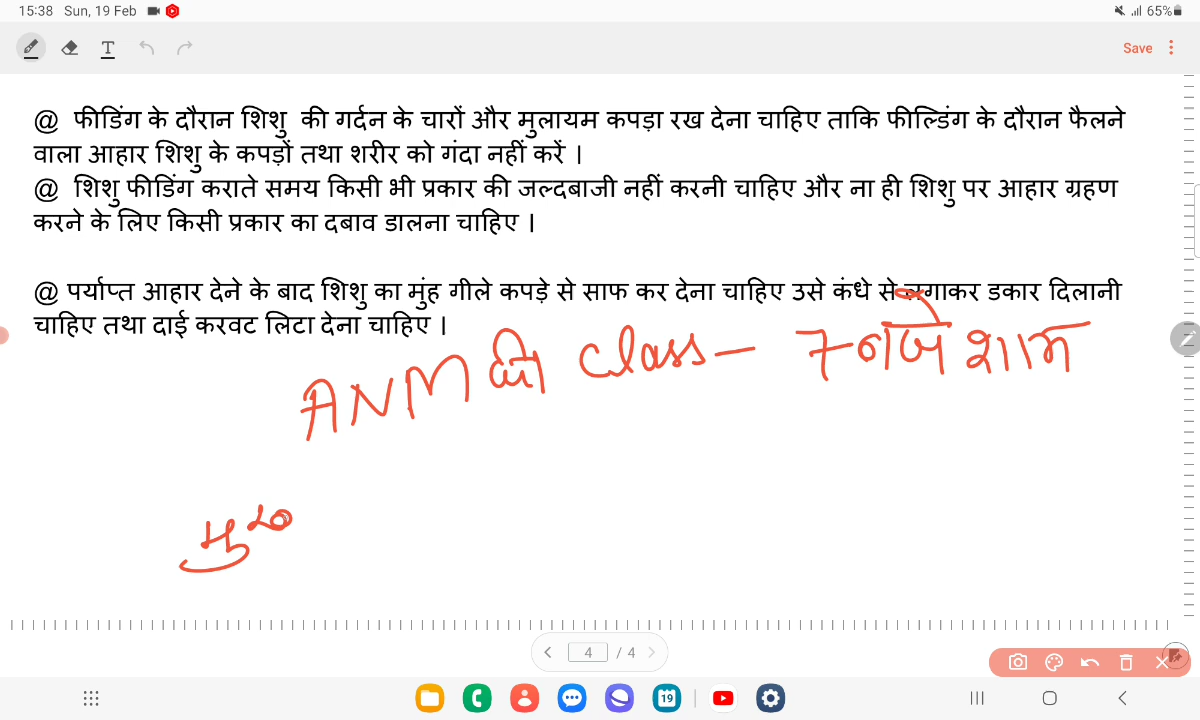 15:38 Sun, 19 Feb 65%
T Save
@ फीडिंग के दौरान शिशु की गर्दन के चारों और मुलायम कपड़ा रख देना चाहिए ताकि फील्डिंग के दौरान फैलने
वाला आहार शिशु के कपड़ों तथा शरीर को गंदा नहीं करें ।
@ शिशु फीडिंग कराते समय किसी भी प्रकार की जल्दबाजी नहीं करनी चाहिए और ना ही शिशु पर आहार ग्रहण
करने के लिए किसी प्रकार का दबाव डालना चाहिए ।
@ पर्याप्त आहार देने के बाद शिशु का मुंह गीले कपड़े से साफ कर देना चाहिए उसे कंधे से लगाकर डकार दिलानी
चाहिए तथा दाई करवट लिटा देना चाहिए ।
ANM की class - 7 बजे शाम
4 / 4
19